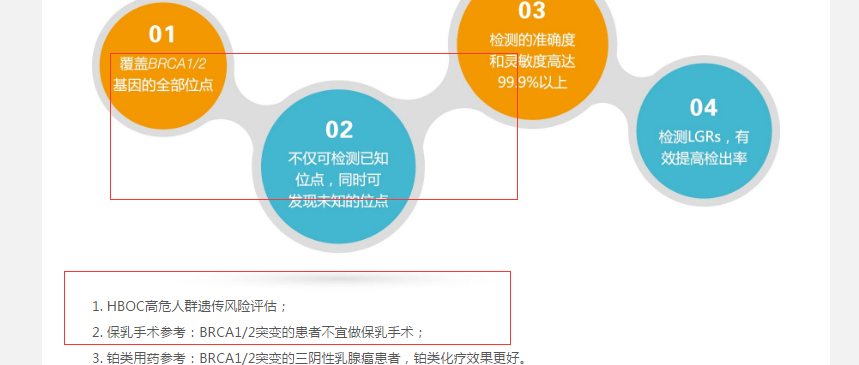 01
覆盖BRCA1/2
基因的全部位点
02
不仅可检测已知
位点，同时可
发现未知的位点
03
检测的准确度
和灵敏度高达
99.9%以上
04
检测LGRs，有
效提高检出率
1. HBOC高危人群遗传风险评估；
2. 保乳手术参考：BRCA1/2突变的患者不宜做保乳手术；
3. 铂类用药参考：BRCA1/2突变的三阴性乳腺癌患者，铂类化疗效果更好。